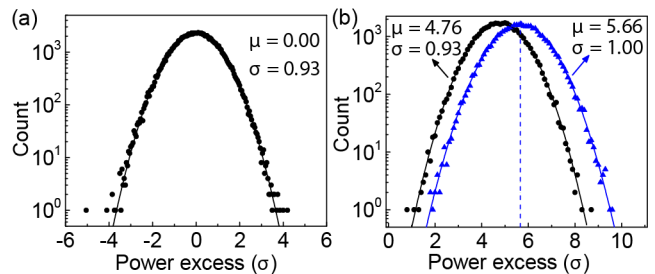 (a)
μ = 0.00
σ = 0.93
Count
10³
10²
10¹
10⁰
-6 -4 -2 0 2 4 6
Power excess (σ)
(b)
μ = 4.76
σ = 0.93
μ = 5.66
σ = 1.00
Count
10³
10²
10¹
10⁰
0 2 4 6 8 10
Power excess (σ)